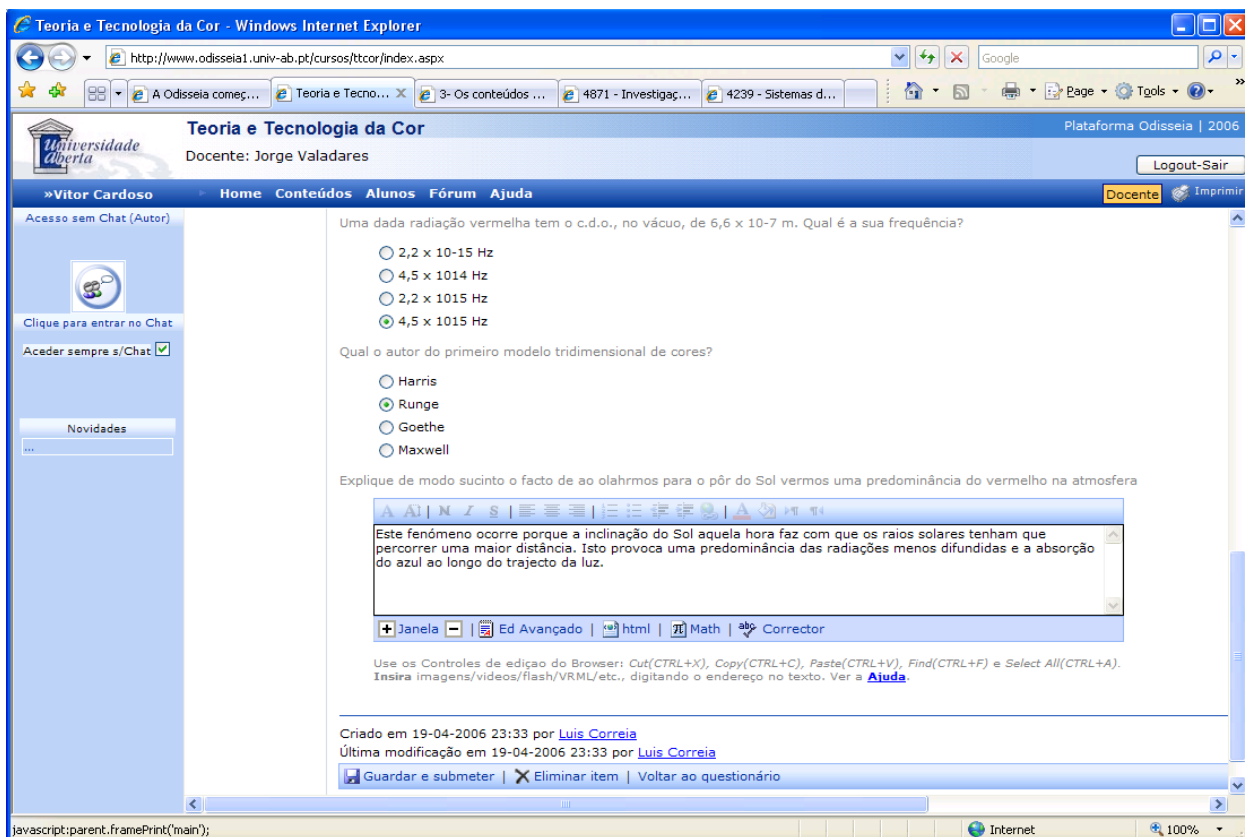 Teoria e Tecnologia da Cor - Windows Internet Explorer
http://www.odisseia1.univ-ab.pt/cursos/ttcor/index.aspx
Google
A Odisseia começ...
Teoria e Tecno...
3- Os conteúdos ...
4871 - Investigaç...
4239 - Sistemas d...
Page
Tools
Universidade
Aberta
Teoria e Tecnologia da Cor
Plataforma Odisseia | 2006
Docente: Jorge Valadares
Logout-Sair
»Vitor Cardoso
Home Conteúdos Alunos Fórum Ajuda
Docente
Imprimir
Acesso sem Chat (Autor)
Clique para entrar no Chat
Aceder sempre s/Chat
Novidades
...
Uma dada radiação vermelha tem o c.d.o., no vácuo, de 6,6 x 10-7 m. Qual é a sua frequência?
2,2 x 10-15 Hz
4,5 x 1014 Hz
2,2 x 1015 Hz
4,5 x 1015 Hz
Qual o autor do primeiro modelo tridimensional de cores?
Harris
Runge
Goethe
Maxwell
Explique de modo sucinto o facto de ao olahrmos para o pôr do Sol vermos uma predominância do vermelho na atmosfera
Este fenómeno ocorre porque a inclinação do Sol aquela hora faz com que os raios solares tenham que
percorrer uma maior distância. Isto provoca uma predominância das radiações menos difundidas e a absorção
do azul ao longo do trajecto da luz.
Janela | Ed Avançado | html | Math | Corrector
Use os Controles de ediçao do Browser: Cut(CTRL+X), Copy(CTRL+C), Paste(CTRL+V), Find(CTRL+F) e Select All(CTRL+A).
Insira imagens/videos/flash/VRML/etc., digitando o endereço no texto. Ver a Ajuda.
Criado em 19-04-2006 23:33 por Luis Correia
Última modificação em 19-04-2006 23:33 por Luis Correia
Guardar e submeter | Eliminar item | Voltar ao questionário
javascript:parent.framePrint('main');
Internet
100%